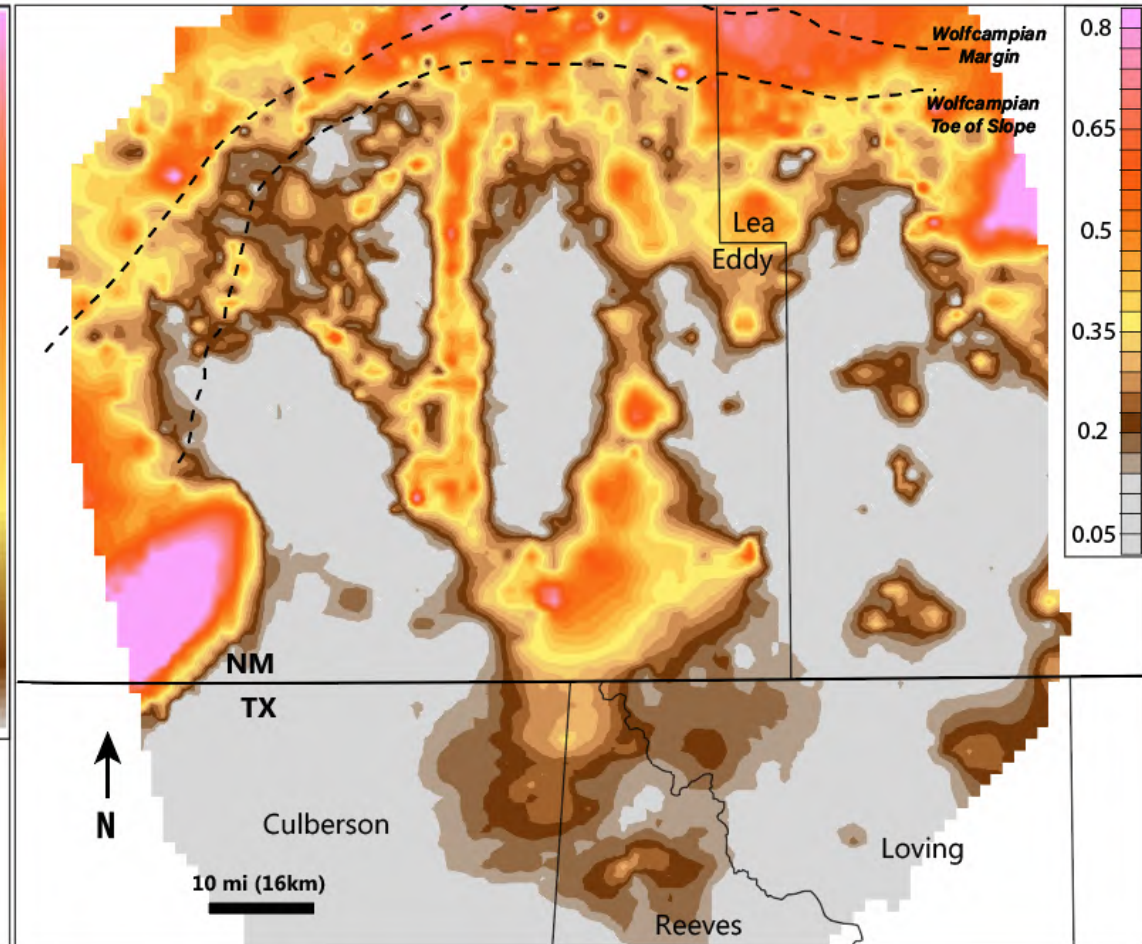 Wolfcampian
Margin
Wolfcampian
Toe of Slope
0.8
0.65
0.5
0.35
0.2
0.05
Lea
Eddy
NM
TX
N
10 mi (16km)
Culberson
Loving
Reeves